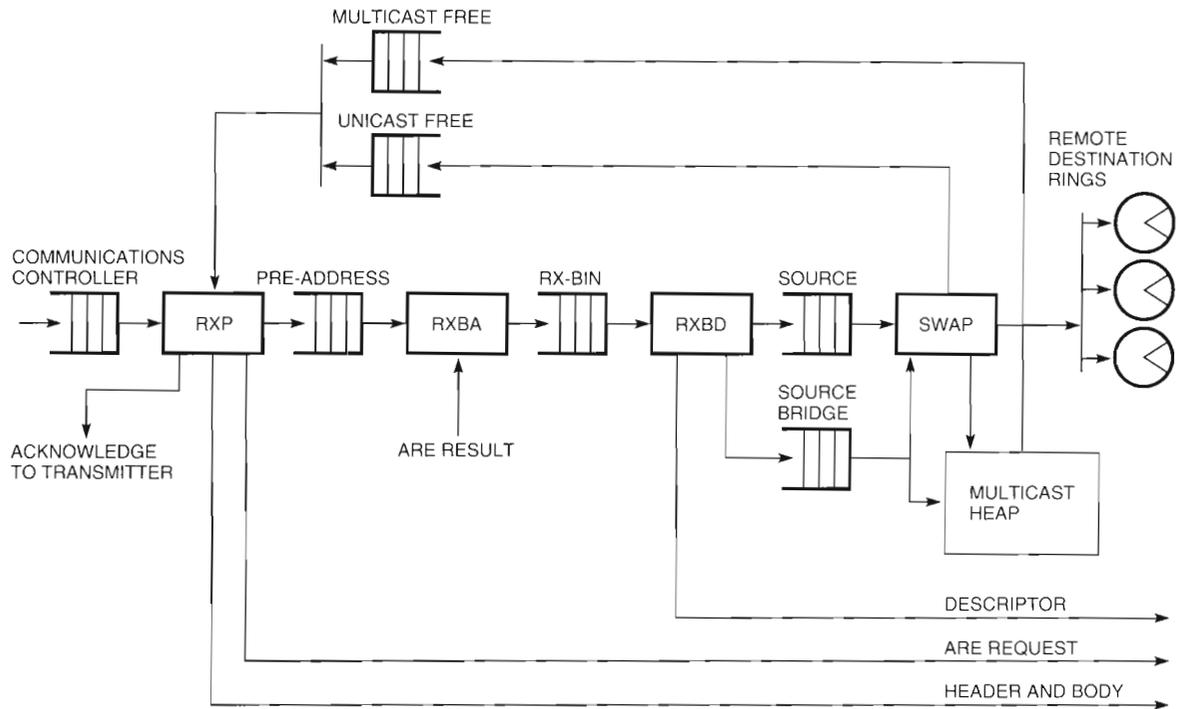 MULTICAST FREE
UNICAST FREE
REMOTE
DESTINATION
RINGS
COMMUNICATIONS
CONTROLLER
PRE-ADDRESS
RX-BIN
SOURCE
RXP
RXBA
RXBD
SWAP
SOURCE
BRIDGE
ACKNOWLEDGE
TO TRANSMITTER
ARE RESULT
MULTICAST
HEAP
DESCRIPTOR
ARE REQUEST
HEADER AND BODY